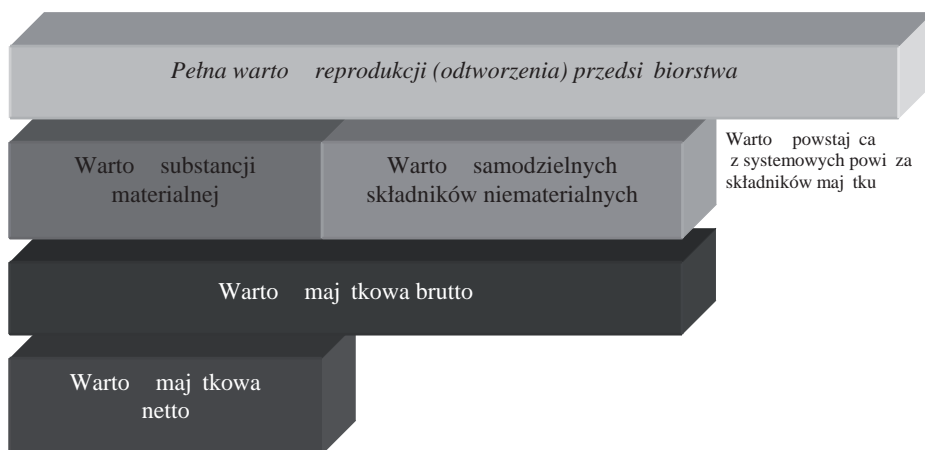 Pełna warto reprodukcji (odtworzenia) przedsi biorstwa
Warto substancji
materialnej
Warto samodzielnych
składników niematerialnych
Warto powstaj ca
z systemowych powi za
składników maj tku
Warto maj tkowa brutto
Warto maj tkowa
netto